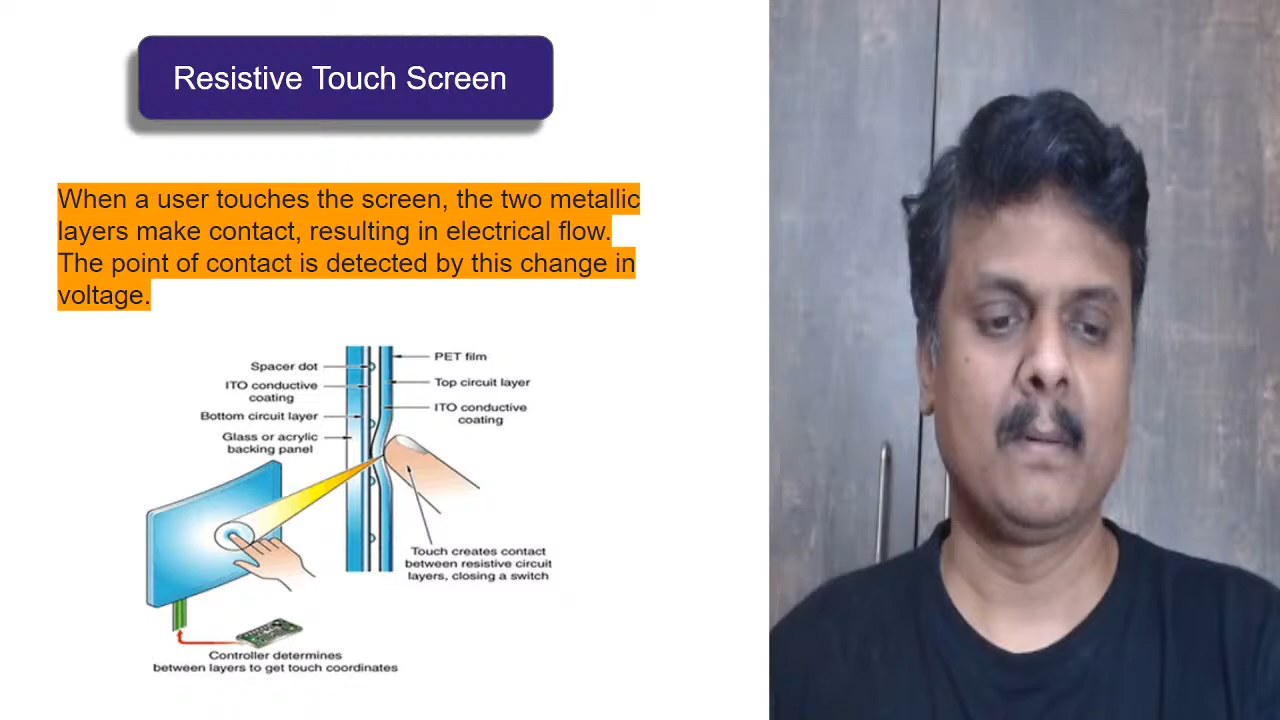 Resistive Touch Screen
When a user touches the screen, the two metallic
layers make contact, resulting in electrical flow.
The point of contact is detected by this change in
voltage.
Spacer dot
ITO conductive
coating
Bottom circuit layer
Glass or acrylic
backing panel
PET film
Top circuit layer
ITO conductive
coating
Touch creates contact
between resistive circuit
layers, closing a switch
Controller determines
between layers to get touch coordinates